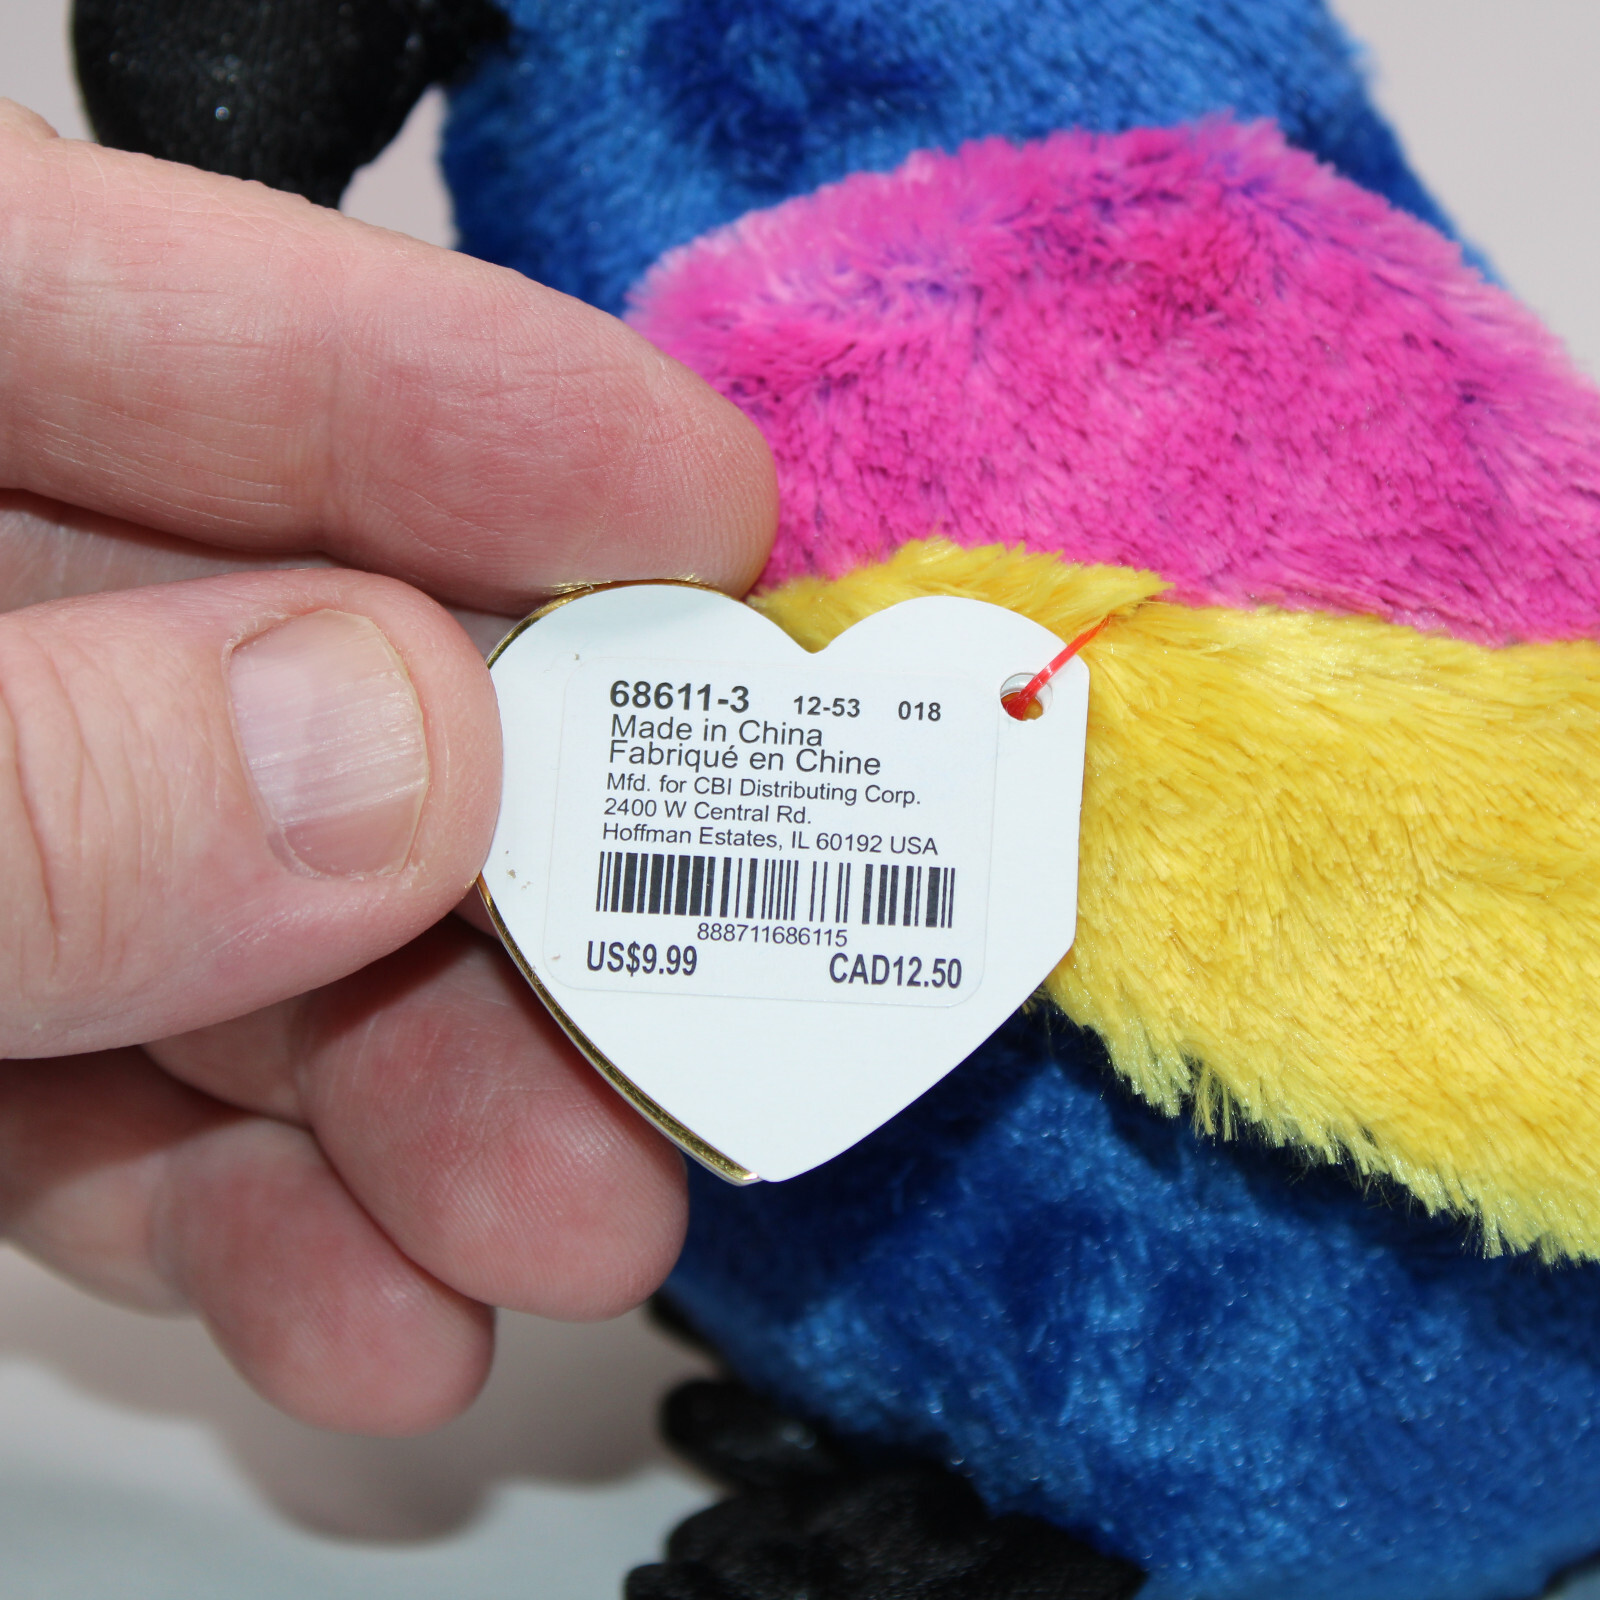 68611-3 12-53 018
Made in China
Fabriqué en Chine
Mfd. for CBI Distributing Corp.
2400 W Central Rd.
Hoffman Estates, IL 60192 USA
888711686115
US$9.99 CAD12.50